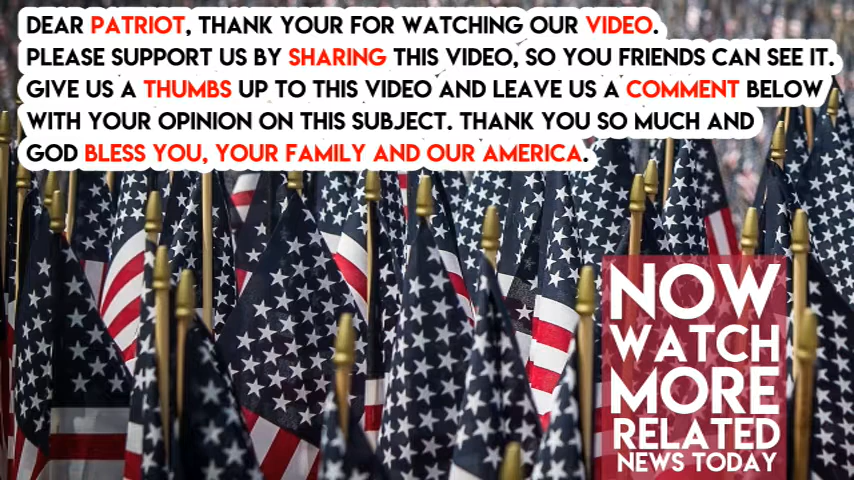 DEAR PATRIOT, THANK YOUR FOR WATCHING OUR VIDEO.
PLEASE SUPPORT US BY SHARING THIS VIDEO, SO YOU FRIENDS CAN SEE IT.
GIVE US A THUMBS UP TO THIS VIDEO AND LEAVE US A COMMENT BELOW
WITH YOUR OPINION ON THIS SUBJECT. THANK YOU SO MUCH AND
GOD BLESS YOU, YOUR FAMILY AND OUR AMERICA.
NOW
WATCH
MORE
RELATED
NEWS TODAY